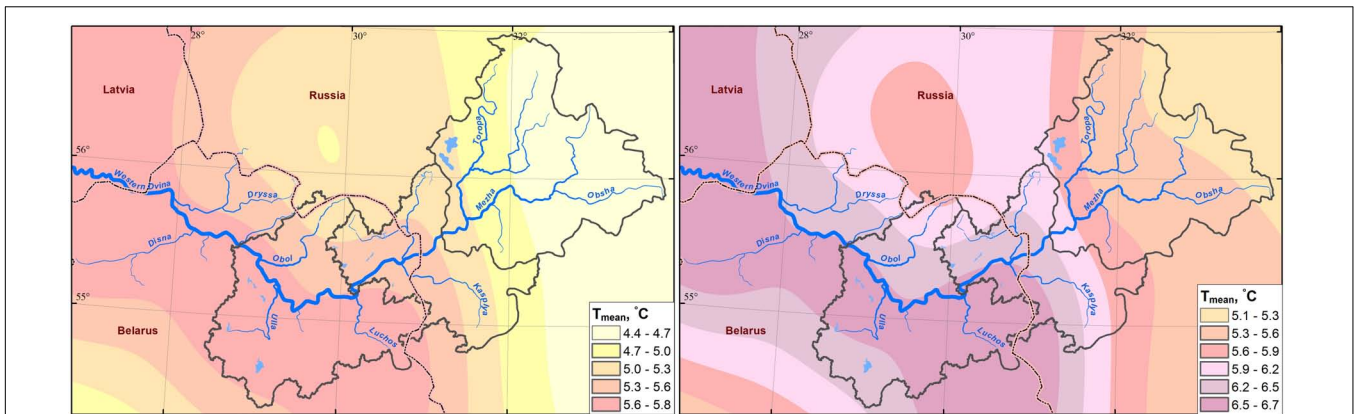 28°
30°
32°
Latvia
Russia
56°
Western Dvina
Toropa
Dryssa
Mezha
Obsha
Disna
Obol
55°
Kasplya
Ulla
Luchos
Belarus
Tmean, °C
4.4 - 4.7
4.7 - 5.0
5.0 - 5.3
5.3 - 5.6
5.6 - 5.8
28°
30°
32°
Latvia
Russia
56°
Western Dvina
Toropa
Dryssa
Mezha
Obsha
Disna
Obol
55°
Kasplya
Ulla
Luchos
Belarus
Tmean, °C
5.1 - 5.3
5.3 - 5.6
5.6 - 5.9
5.9 - 6.2
6.2 - 6.5
6.5 - 6.7